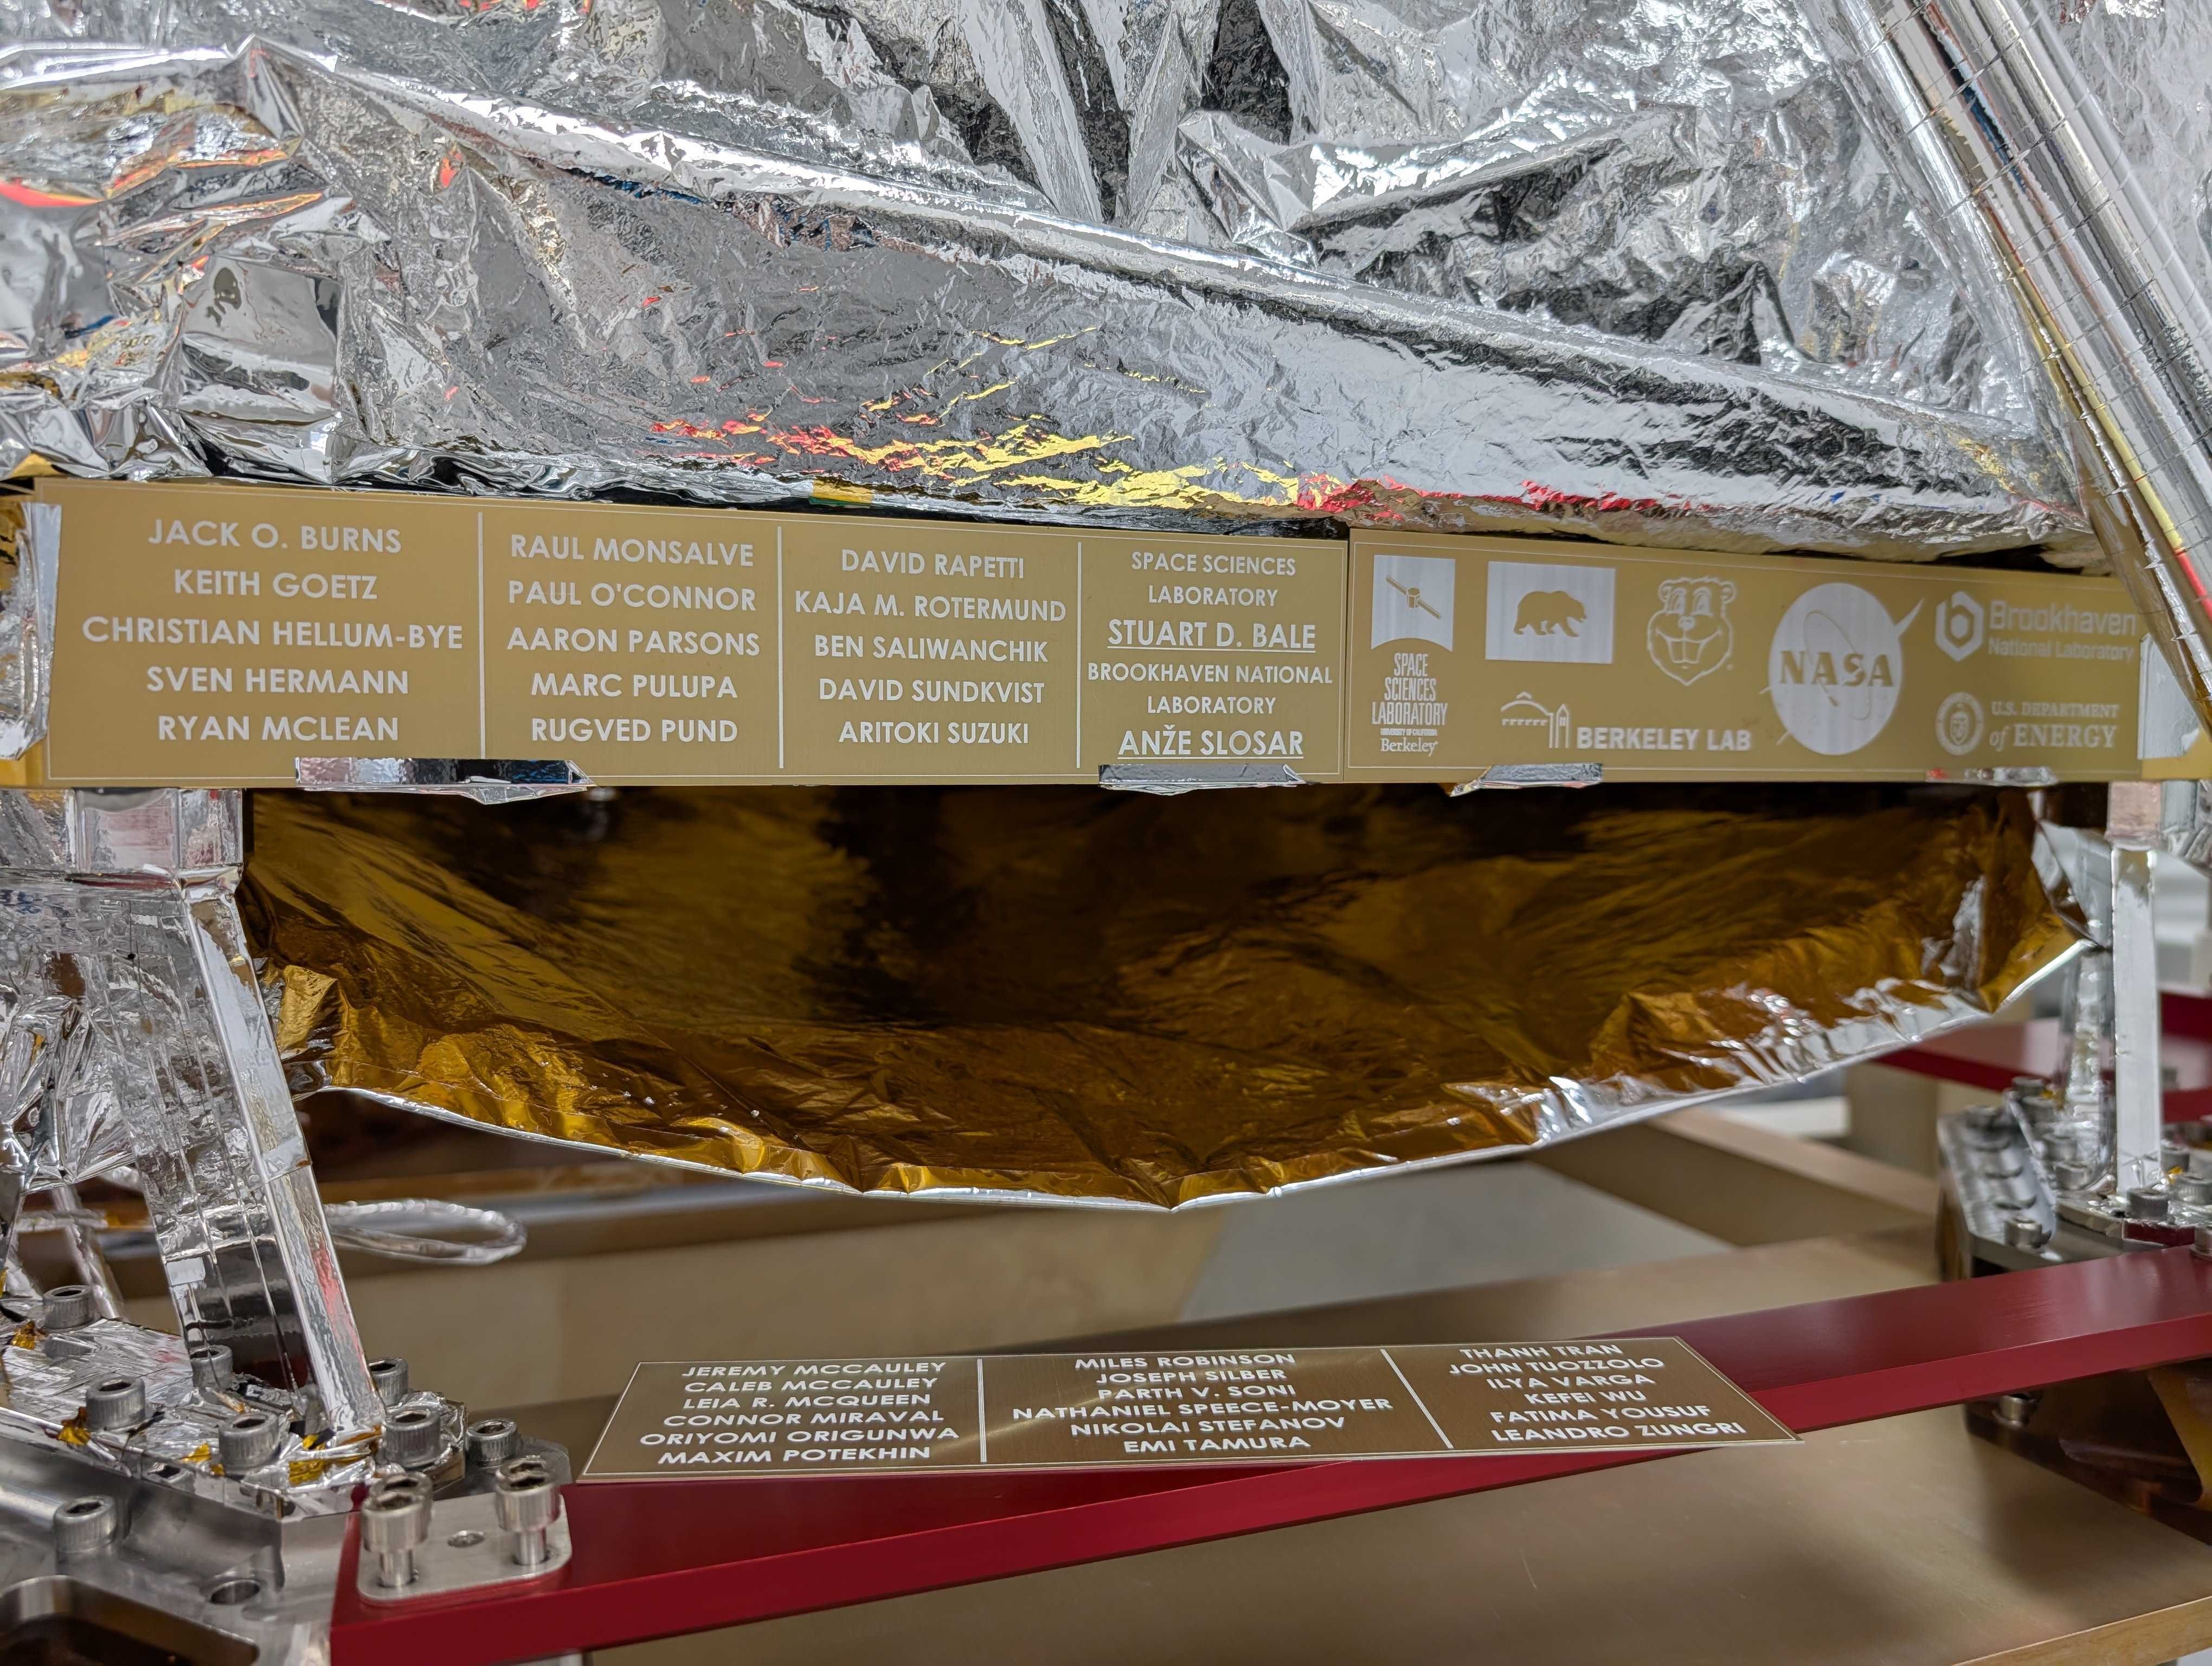 JACK O. BURNS
KEITH GOETZ
CHRISTIAN HELLUM-BYE
SVEN HERMANN
RYAN MCLEAN
RAUL MONSALVE
PAUL O'CONNOR
AARON PARSONS
MARC PULUPA
RUGVED PUND
DAVID RAPETTI
KAJA M. ROTERMUND
BEN SALIWANCHIK
DAVID SUNDKVIST
ARITOKI SUZUKI
SPACE SCIENCES
LABORATORY
STUART D. BALE
BROOKHAVEN NATIONAL
LABORATORY
ANŽE SLOSAR
SPACE
SCIENCES
LABORATORY
UNIVERSITY OF CALIFORNIA
Berkeley
BERKELEY LAB
NASA
Brookhaven
National Laboratory
U.S. DEPARTMENT
of ENERGY
JEREMY MCCAULEY
CALEB MCCAULEY
LEIA R. MCQUEEN
CONNOR MIRAVAL
ORIYOMI ORIGUNWA
MAXIM POTEKHIN
MILES ROBINSON
JOSEPH SILBER
PARTH V. SONI
NATHANIEL SPEECE-MOYER
NIKOLAI STEFANOV
EMI TAMURA
THANH TRAN
JOHN TUOZZOLO
ILYA VARGA
KEFEI WU
FATIMA YOUSUF
LEANDRO ZUNGRI